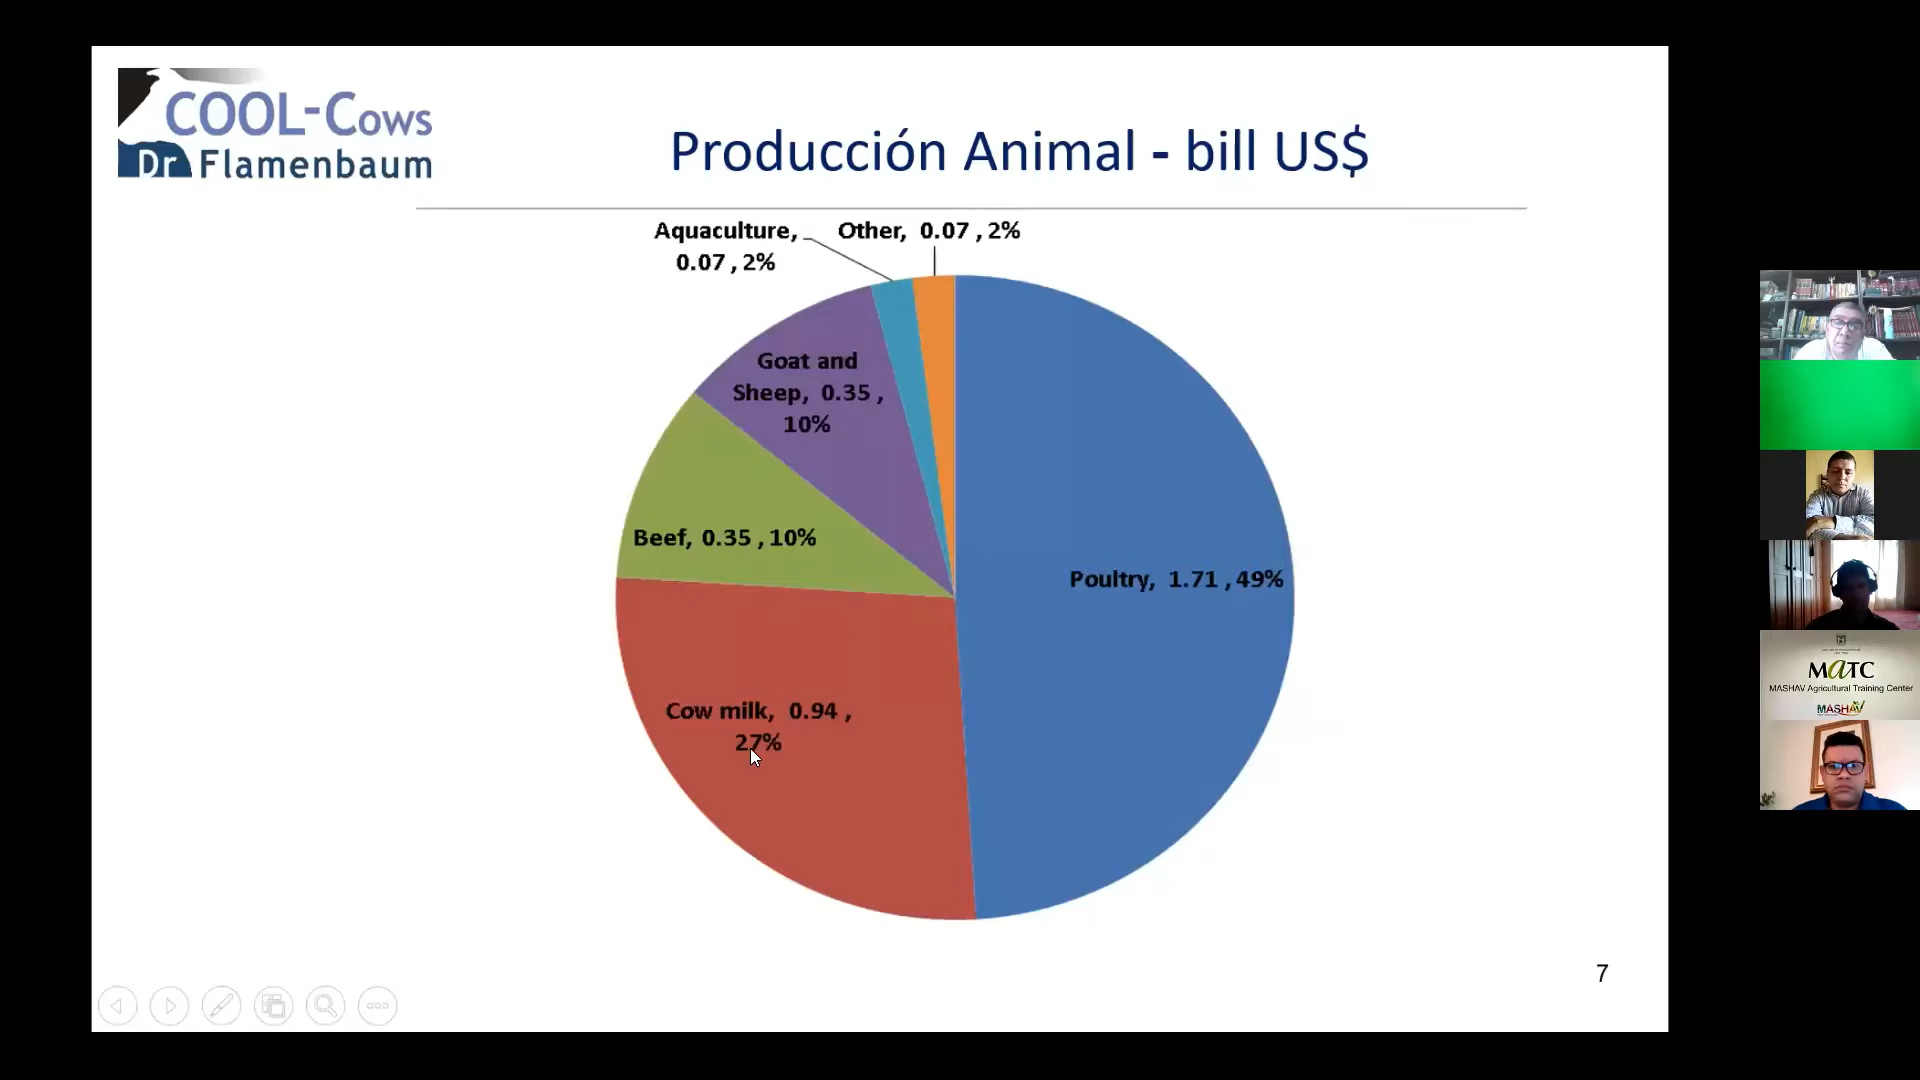 COOL-Cows
Dr Flamenbaum
Producción Animal - bill US$
Aquaculture,
0.07 , 2%
Other, 0.07 , 2%
Goat and
Sheep, 0.35 ,
10%
Beef, 0.35 , 10%
Poultry, 1.71 , 49%
Cow milk, 0.94 ,
27%
7
MATC
MASHAV Agricultural Training Center
MASHAV